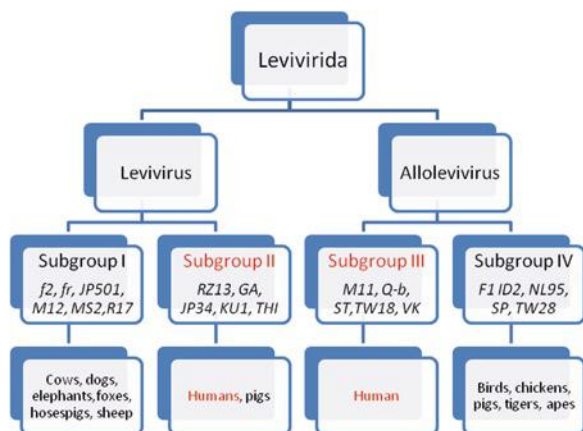 Levivirida
Levivirus
Allolevivirus
Subgroup I
f2, fr, JP501,
M12, MS2,R17
Subgroup II
RZ13, GA,
JP34, KU1, THI
Subgroup III
M11, Q-b,
ST,TW18, VK
Subgroup IV
F1 ID2, NL95,
SP, TW28
Cows, dogs,
elephants,foxes,
hosespigs, sheep
Humans, pigs
Human
Birds, chickens,
pigs, tigers, apes